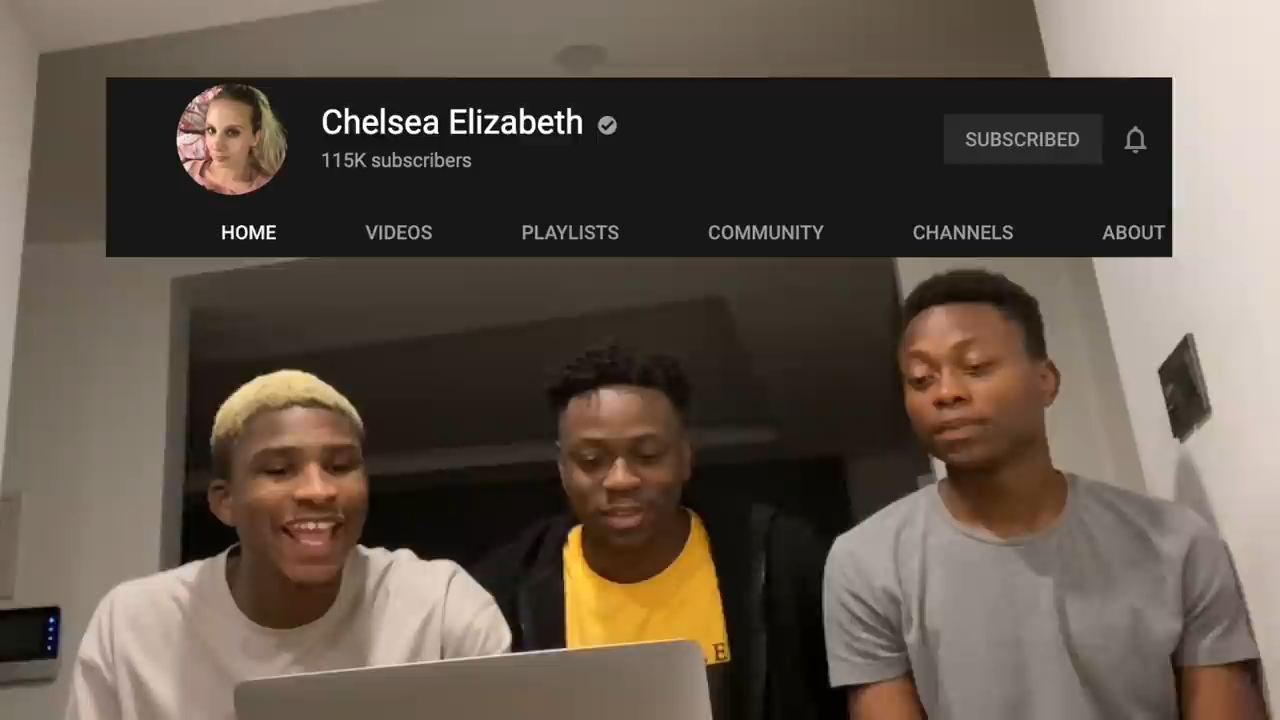 Chelsea Elizabeth
115K subscribers
SUBSCRIBED
HOME VIDEOS PLAYLISTS COMMUNITY CHANNELS ABOUT
E